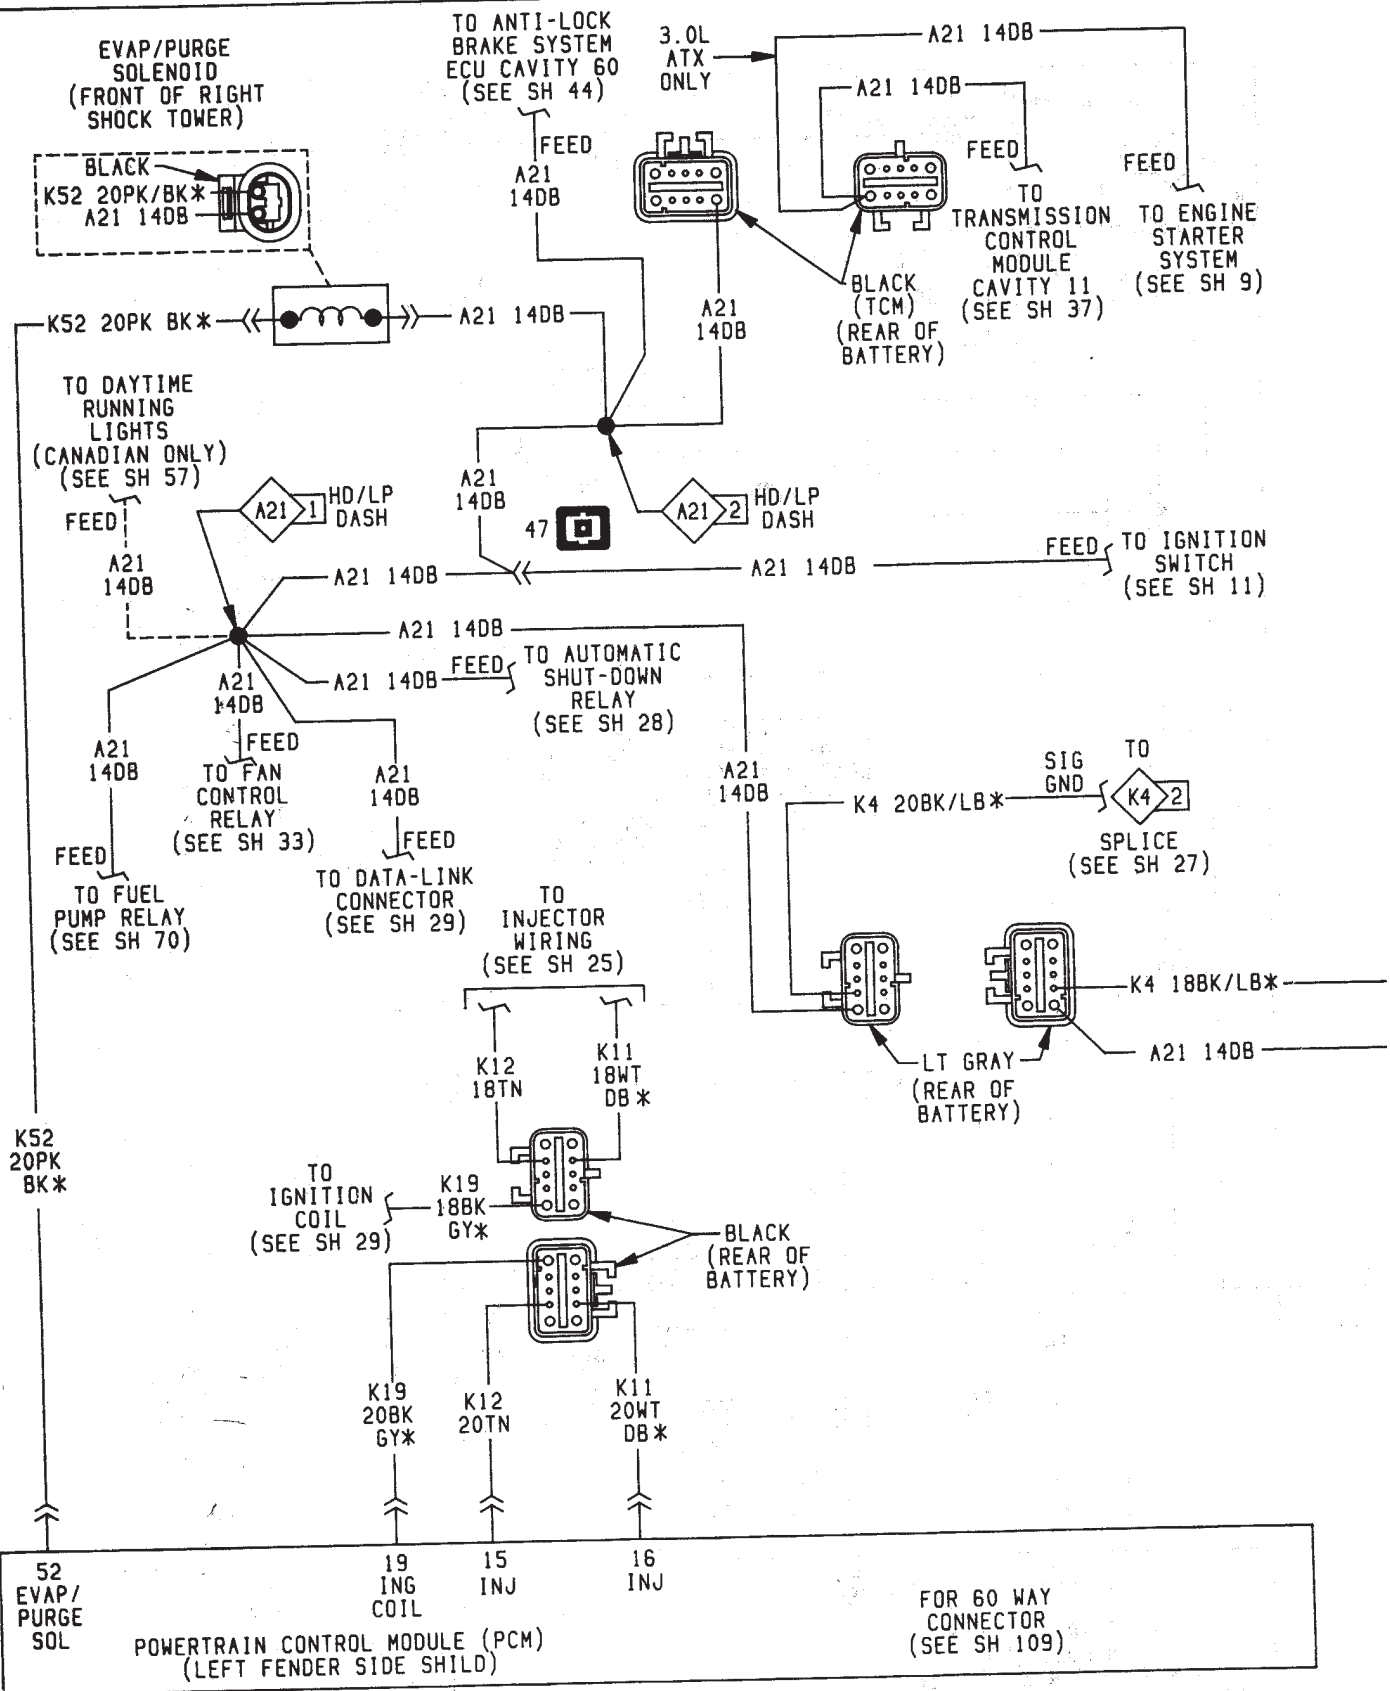 TO ANTI-LOCK
BRAKE SYSTEM
ECU CAVITY 60
(SEE SH 44)
EVAP/PURGE
SOLENOID
(FRONT OF RIGHT
SHOCK TOWER)
3.0L
ATX
ONLY
A21 14DB
A21 14DB
FEED
FEED
FEED
BLACK
K52 20PK/BK*
A21 14DB
A21
14DB
TO
TRANSMISSION
CONTROL
MODULE
CAVITY 11
(SEE SH 37)
TO ENGINE
STARTER
SYSTEM
(SEE SH 9)
BLACK
(TCM)
(REAR OF
BATTERY)
K52 20PK BK*
A21 14DB
A21
14DB
TO DAYTIME
RUNNING
LIGHTS
(CANADIAN ONLY)
(SEE SH 57)
FEED
A21
14DB
A21 1
HD/LP
DASH
A21
14DB
47
A21 2
HD/LP
DASH
A21 14DB
A21 14DB
FEED
TO IGNITION
SWITCH
(SEE SH 11)
A21 14DB
A21 14DB
FEED
TO AUTOMATIC
SHUT-DOWN
RELAY
(SEE SH 28)
A21
14DB
FEED
TO FAN
CONTROL
RELAY
(SEE SH 33)
A21
14DB
FEED
TO FUEL
PUMP RELAY
(SEE SH 70)
A21
14DB
FEED
TO DATA-LINK
CONNECTOR
(SEE SH 29)
A21
14DB
K4 20BK/LB*
SIG
GND
TO
K4 2
SPLICE
(SEE SH 27)
TO
INJECTOR
WIRING
(SEE SH 25)
K4 18BK/LB*
A21 14DB
LT GRAY
(REAR OF
BATTERY)
K12
18TN
K11
18WT
DB*
K52
20PK
BK*
TO
IGNITION
COIL
(SEE SH 29)
K19
18BK
GY*
BLACK
(REAR OF
BATTERY)
K19
20BK
GY*
K12
20TN
K11
20WT
DB*
52
EVAP/
PURGE
SOL
19
ING
COIL
15
INJ
16
INJ
POWERTRAIN CONTROL MODULE (PCM)
(LEFT FENDER SIDE SHILD)
FOR 60 WAY
CONNECTOR
(SEE SH 109)